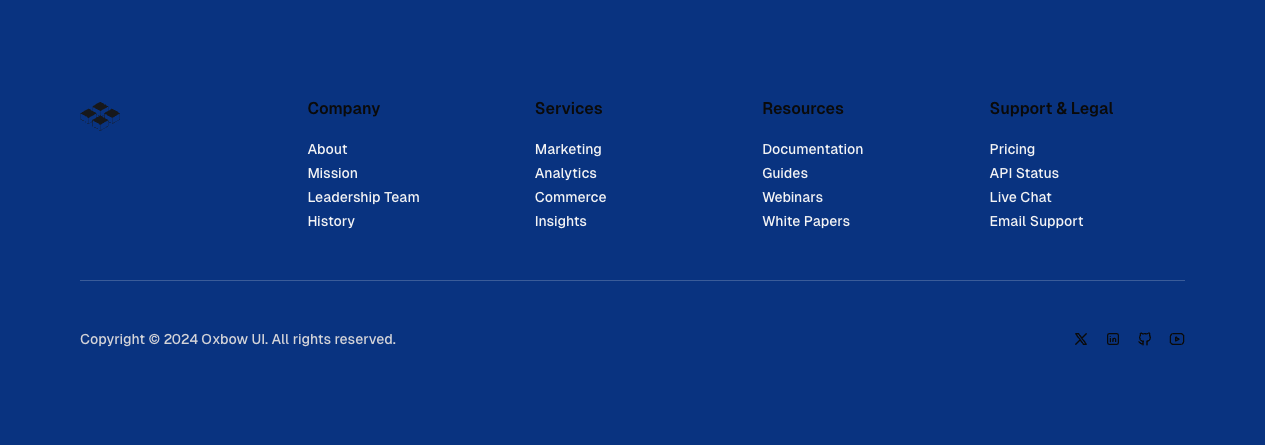 Company
About
Mission
Leadership Team
History
Services
Marketing
Analytics
Commerce
Insights
Resources
Documentation
Guides
Webinars
White Papers
Support & Legal
Pricing
API Status
Live Chat
Email Support
Copyright © 2024 Oxbow UI. All rights reserved.